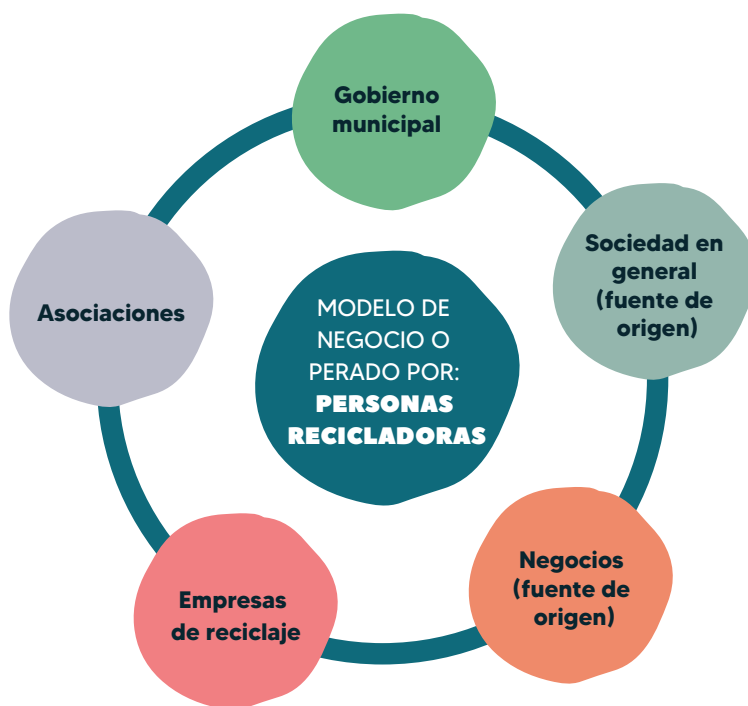 Gobierno
municipal
Sociedad en
general
(fuente de
origen)
Asociaciones
MODELO DE
NEGOCIO O
PERADO POR:
PERSONAS
RECICLADORAS
Negocios
(fuente de
origen)
Empresas
de reciclaje